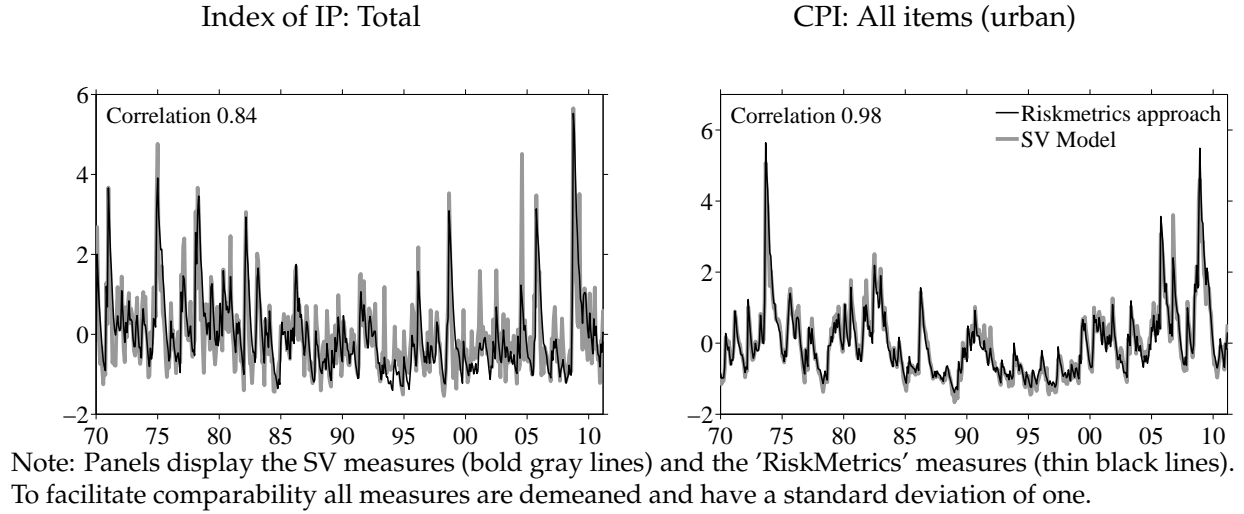 Index of IP: Total
CPI: All items (urban)
Correlation 0.84
6
4
2
0
−2
70 75 80 85 90 95 00 05 10
Correlation 0.98
Riskmetrics approach
SV Model
6
4
2
0
−2
70 75 80 85 90 95 00 05 10
Note: Panels display the SV measures (bold gray lines) and the 'RiskMetrics' measures (thin black lines).
To facilitate comparability all measures are demeaned and have a standard deviation of one.